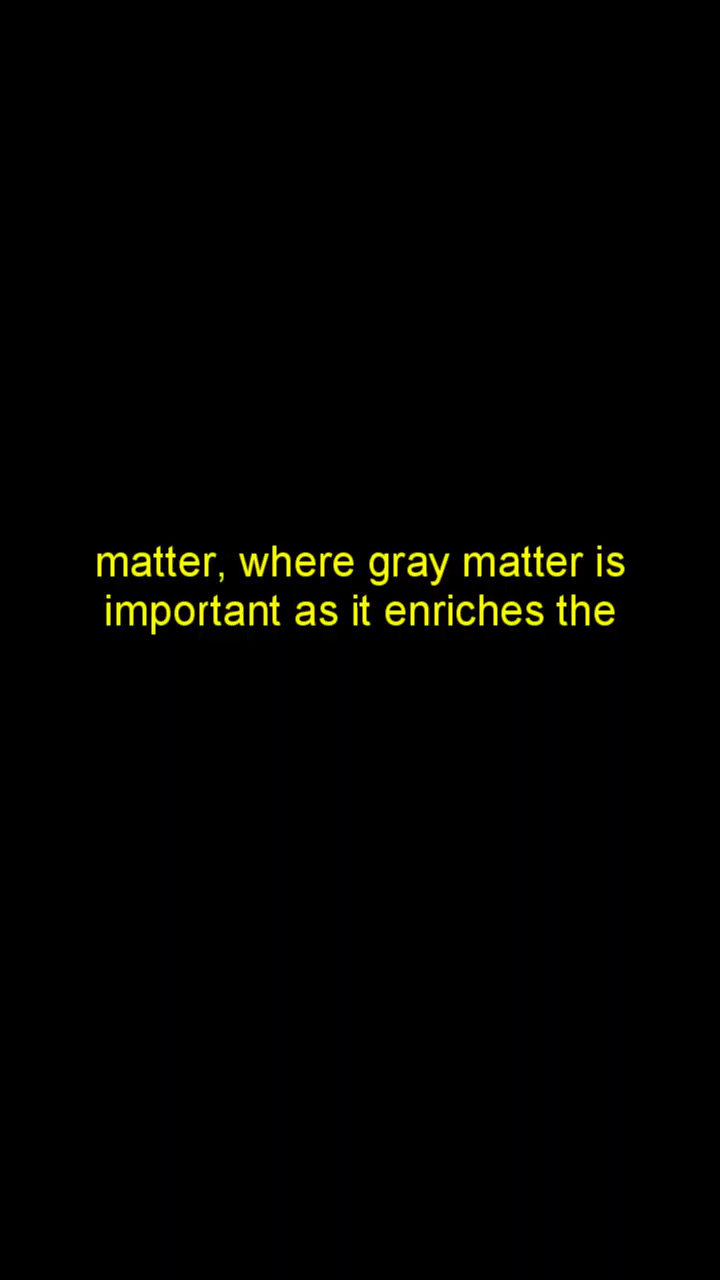 matter, where gray matter is
important as it enriches the